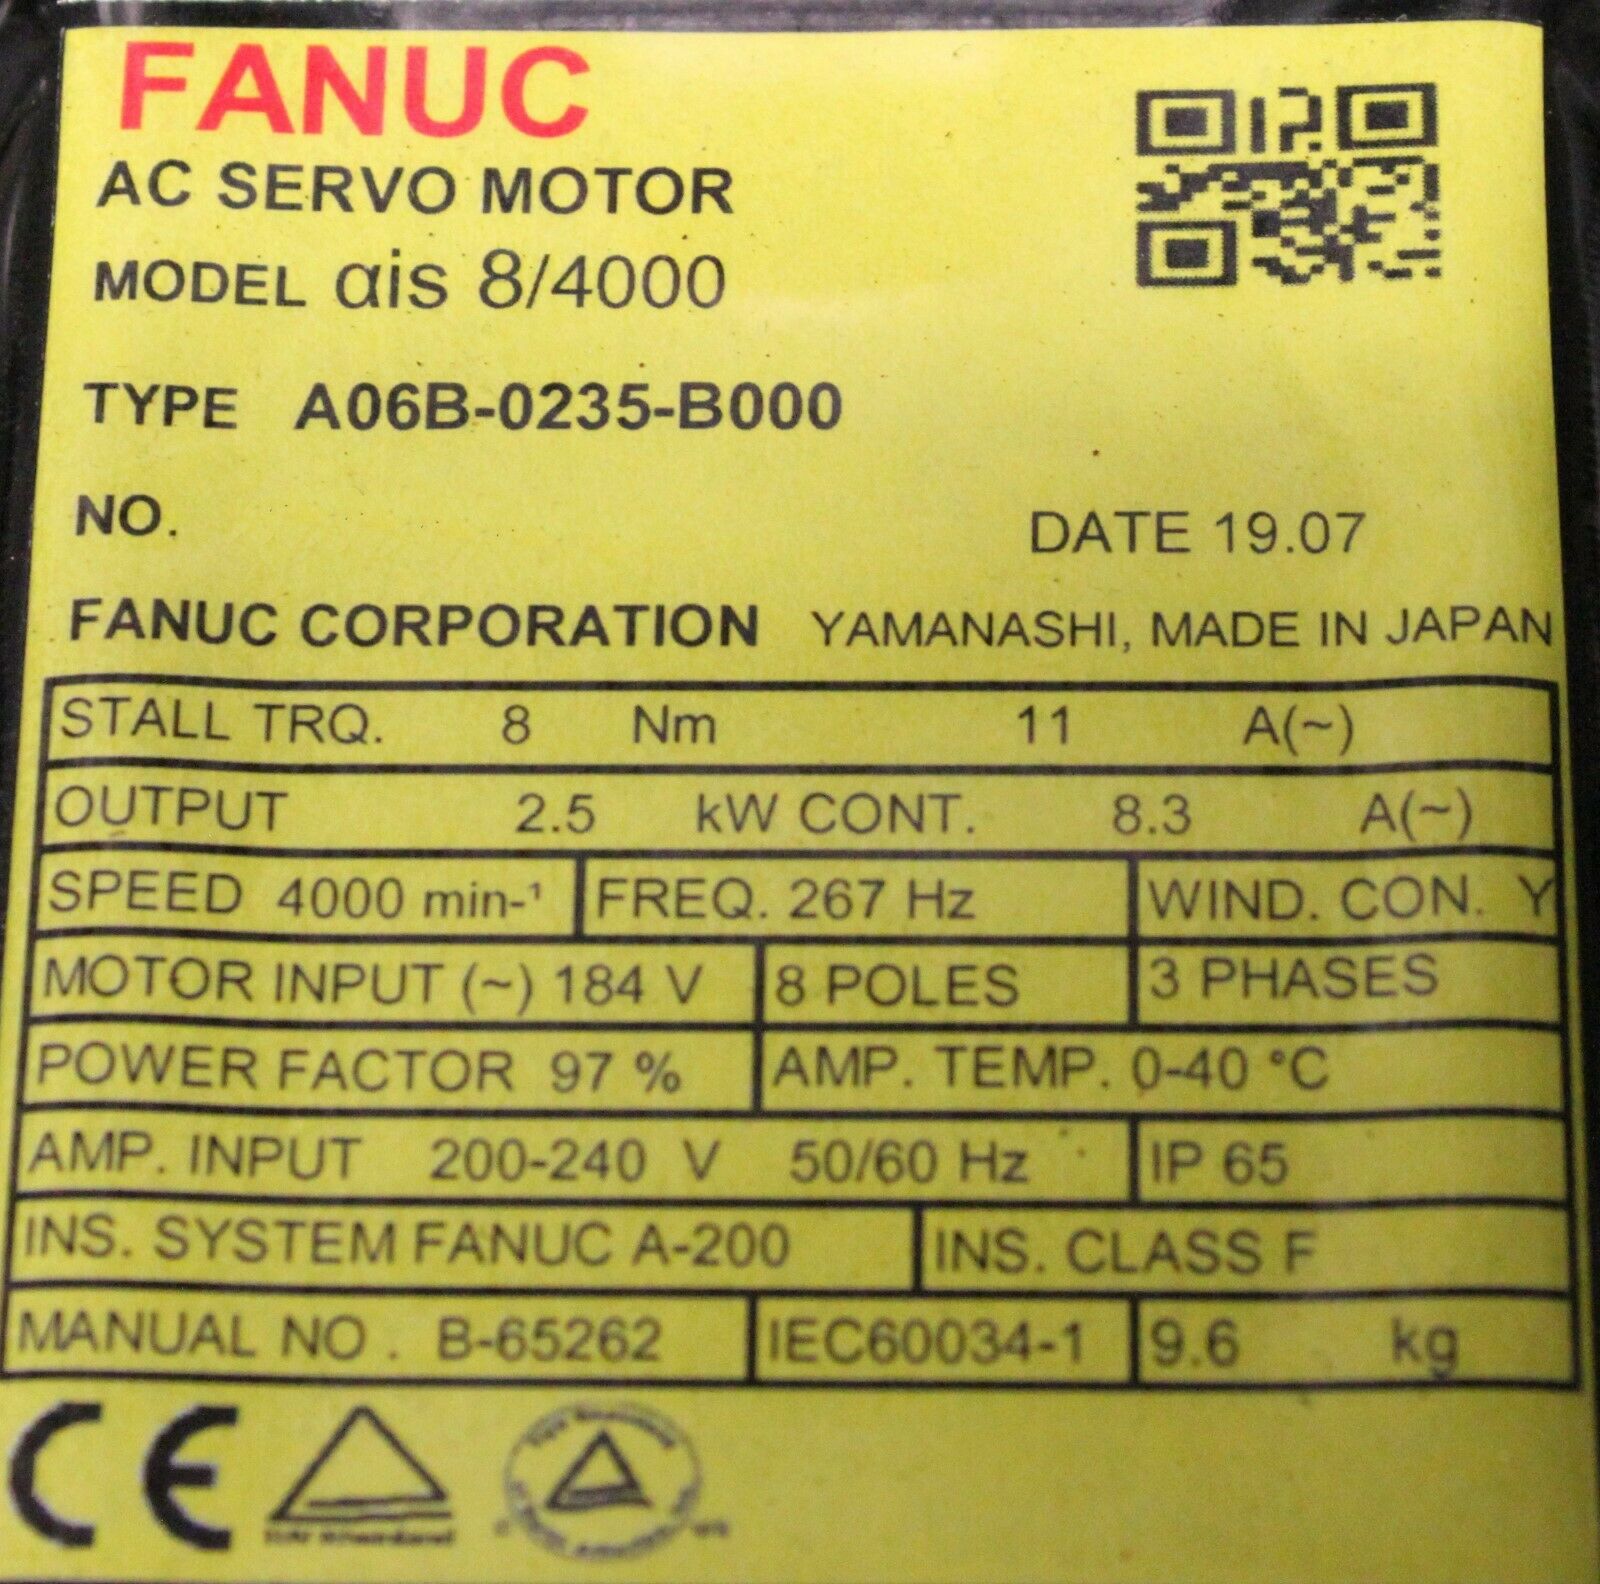 FANUC
AC SERVO MOTOR
MODEL αis 8/4000
TYPE A06B-0235-B000
NO.
DATE 19.07
FANUC CORPORATION YAMANASHI, MADE IN JAPAN
STALL TRQ. 8 Nm 11 A(~)
OUTPUT 2.5 kW CONT. 8.3 A(~)
SPEED 4000 min-¹ FREQ. 267 Hz WIND. CON. Y
MOTOR INPUT (~) 184 V 8 POLES 3 PHASES
POWER FACTOR 97 % AMP. TEMP. 0-40 °C
AMP. INPUT 200-240 V 50/60 Hz IP 65
INS. SYSTEM FANUC A-200 INS. CLASS F
MANUAL NO . B-65262 IEC60034-1 9.6 kg
CE